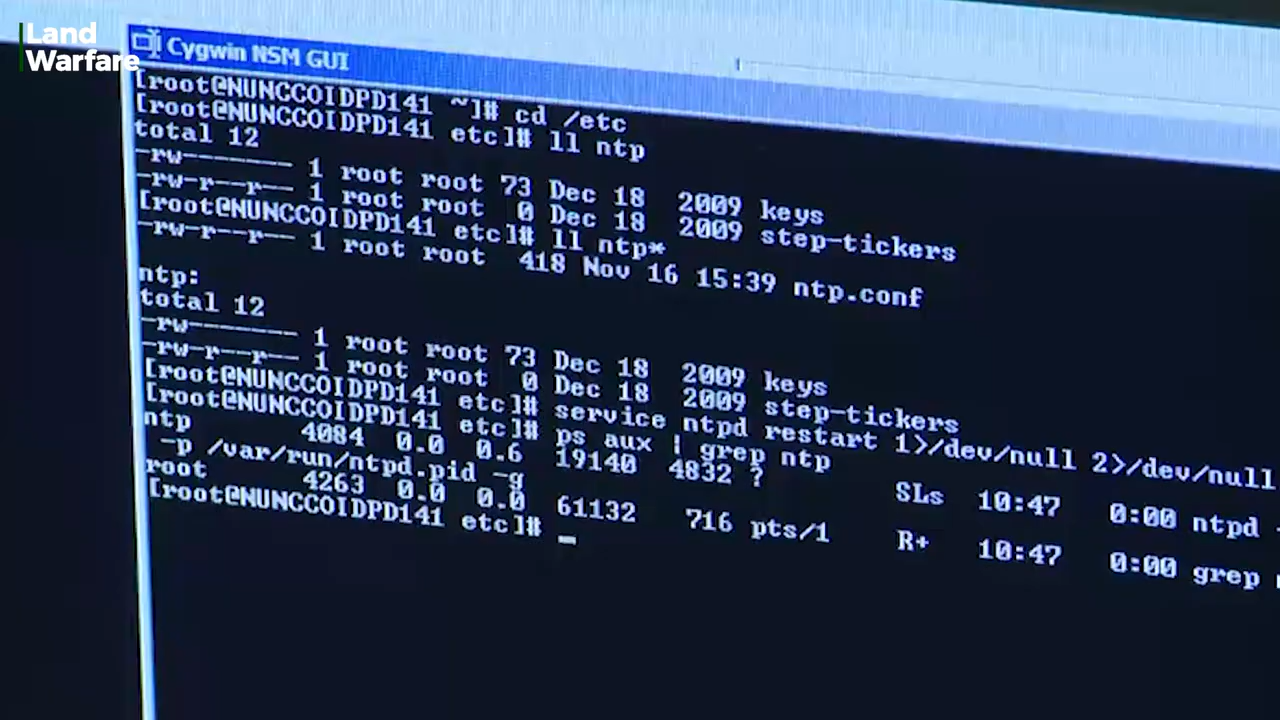 Land
Warfare
Cygwin NSM GUI
[root@NUNCCOIDPD141 ~]# cd /etc
[root@NUNCCOIDPD141 etc]# ll ntp
total 12
-rw------- 1 root root 73 Dec 18 2009 keys
-rw-r--r-- 1 root root 0 Dec 18 2009 step-tickers
[root@NUNCCOIDPD141 etc]# ll ntp*
-rw-r--r-- 1 root root 418 Nov 16 15:39 ntp.conf
ntp:
total 12
-rw------- 1 root root 73 Dec 18 2009 keys
-rw-r--r-- 1 root root 0 Dec 18 2009 step-tickers
[root@NUNCCOIDPD141 etc]# service ntpd restart 1>/dev/null 2>/dev/null
[root@NUNCCOIDPD141 etc]# ps aux | grep ntp
ntp 4084 0.0 0.6 19140 4832 ? SLs 10:47 0:00 ntpd
-p /var/run/ntpd.pid -g
root 4263 0.0 0.0 61132 716 pts/1 R+ 10:47 0:00 grep
[root@NUNCCOIDPD141 etc]# _